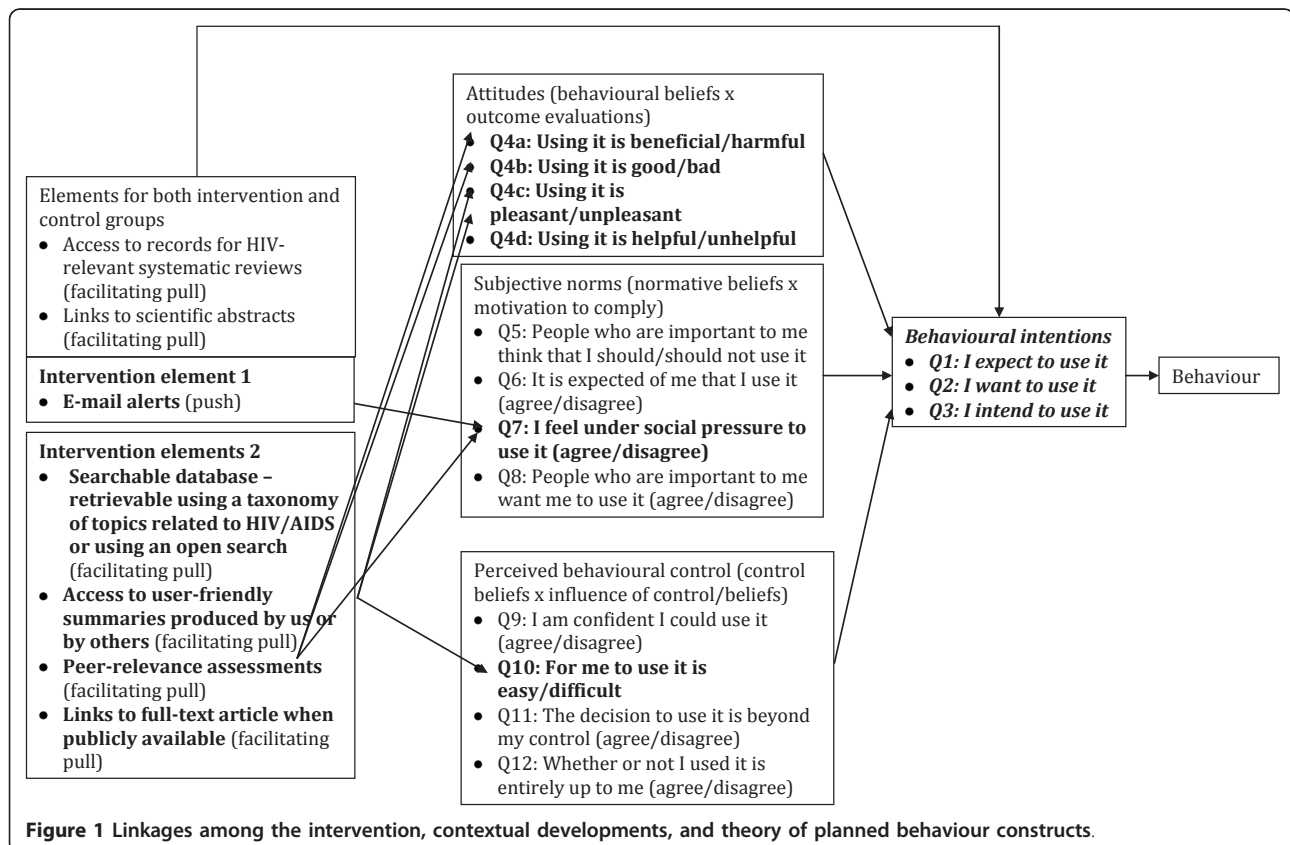 Attitudes (behavioural beliefs x
outcome evaluations)
● Q4a: Using it is beneficial/harmful
● Q4b: Using it is good/bad
● Q4c: Using it is
pleasant/unpleasant
● Q4d: Using it is helpful/unhelpful
Elements for both intervention and
control groups
● Access to records for HIV-
relevant systematic reviews
(facilitating pull)
● Links to scientific abstracts
(facilitating pull)
Intervention element 1
● E-mail alerts (push)
Intervention elements 2
● Searchable database –
retrievable using a taxonomy
of topics related to HIV/AIDS
or using an open search
(facilitating pull)
● Access to user-friendly
summaries produced by us or
by others (facilitating pull)
● Peer-relevance assessments
(facilitating pull)
● Links to full-text article when
publicly available (facilitating
pull)
Subjective norms (normative beliefs x
motivation to comply)
● Q5: People who are important to me
think that I should/should not use it
● Q6: It is expected of me that I use it
(agree/disagree)
● Q7: I feel under social pressure to
use it (agree/disagree)
● Q8: People who are important to me
want me to use it (agree/disagree)
Perceived behavioural control (control
beliefs x influence of control/beliefs)
● Q9: I am confident I could use it
(agree/disagree)
● Q10: For me to use it is
easy/difficult
● Q11: The decision to use it is beyond
my control (agree/disagree)
● Q12: Whether or not I used it is
entirely up to me (agree/disagree)
Behavioural intentions
● Q1: I expect to use it
● Q2: I want to use it
● Q3: I intend to use it
Behaviour
Figure 1 Linkages among the intervention, contextual developments, and theory of planned behaviour constructs.